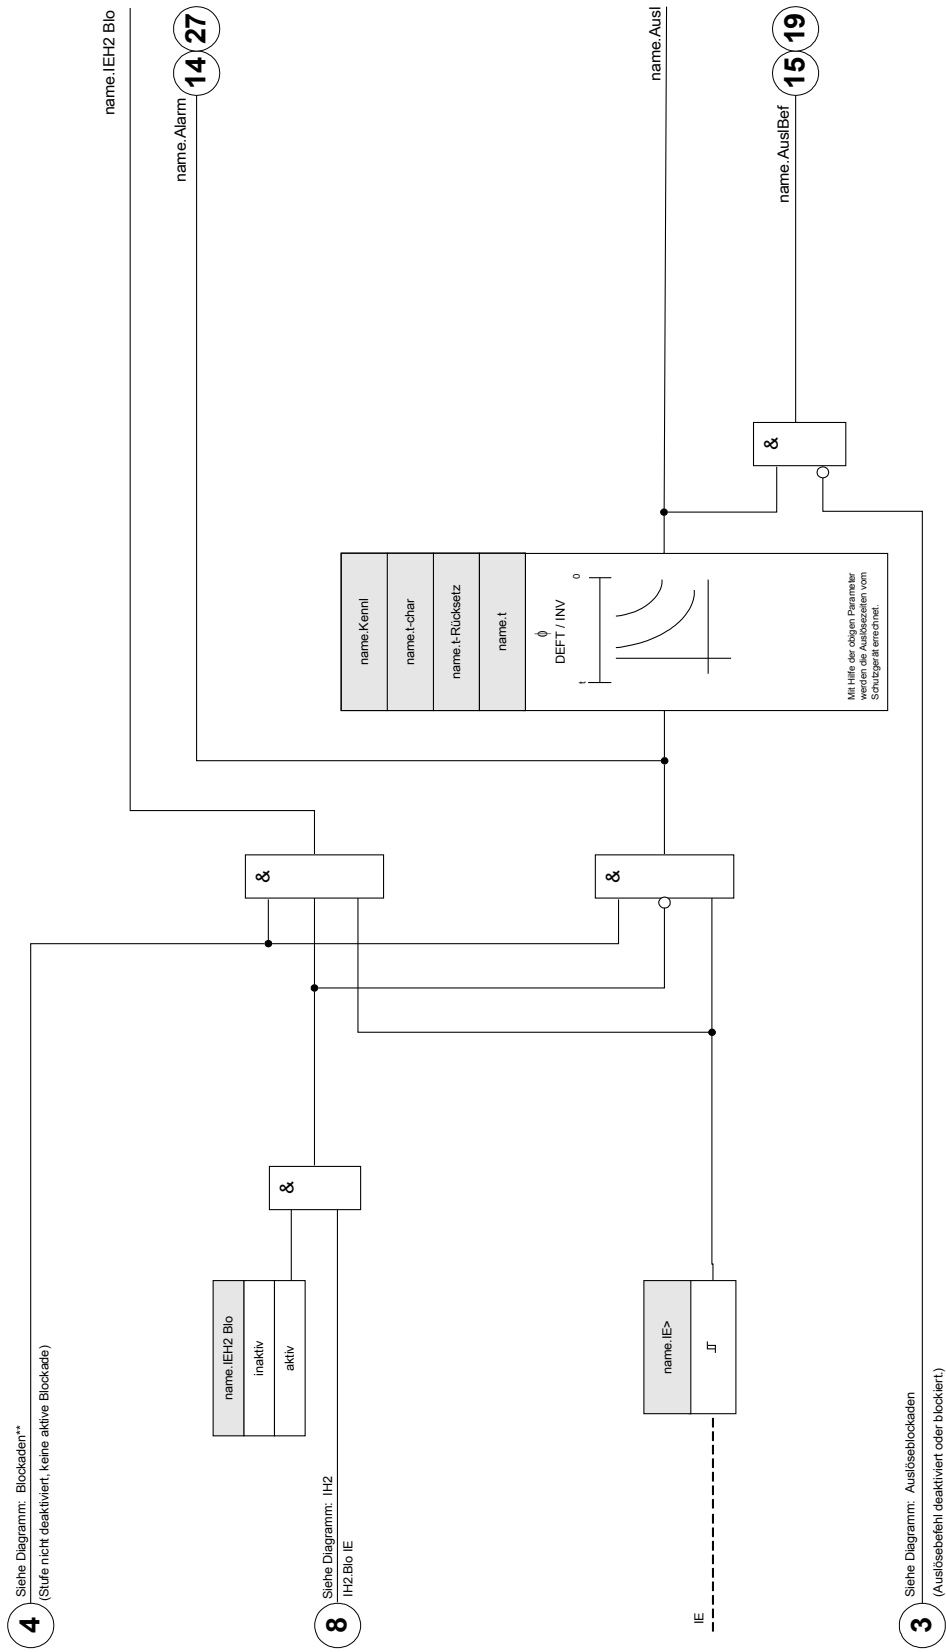 4
Siehe Diagramm: Blockaden**
(Stufe nicht deaktiviert, keine aktive Blockade)
name.IEH2 Blo
name.Alarm
14
27
name.IEH2 Blo
inaktiv
aktiv
&
&
8
Siehe Diagramm: IH2
IH2.Blo IE
name.Kennl
name.t-char
name.t-Rücksetz
name.t
ϕ
DEFT / INV
t
0
Mit Hilfe der obigen Parameter
werden die Auslösezeiten vom
Schutzgerät errechnet.
&
name.Ausl
IE
name.IE>
&
name.AuslBef
15
19
3
Siehe Diagramm: Auslöseblockaden
(Auslösebefehl deaktiviert oder blockiert.)